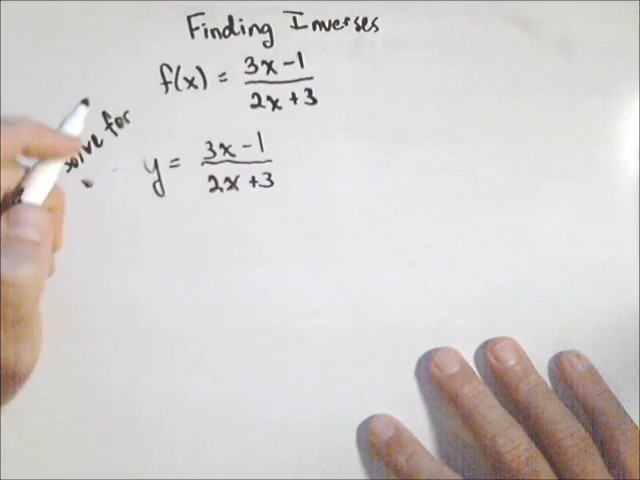 Finding Inverses
f(x) = 3x - 1 / 2x + 3
solve for
y = 3x - 1 / 2x + 3